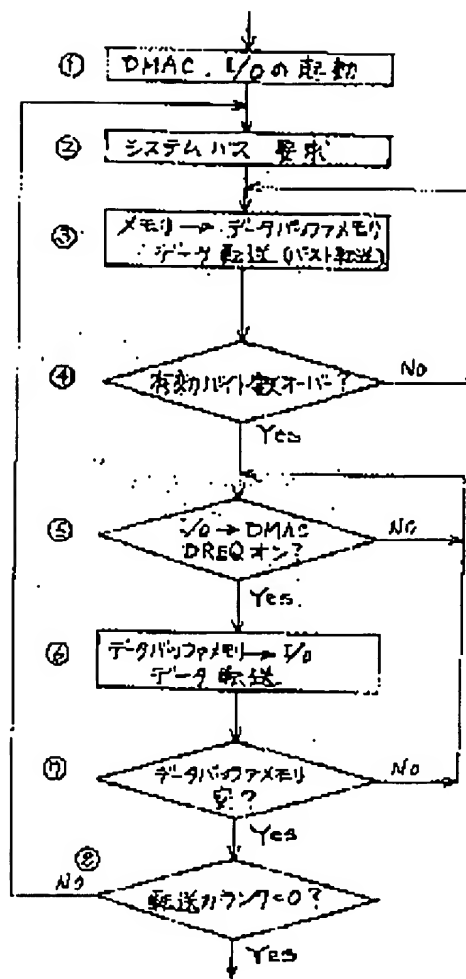 ① DMAC. I/Oの起動
② システムバス 要求
③ メモリ→データバッファメモリ
データ転送(バースト転送)
④ 有効バイト数オーバー? No
Yes
⑤ I/O→DMAC No
DREQオン?
Yes
⑥ データバッファメモリ→I/O
データ転送
⑦ データバッファメモリ No
空?
Yes
⑧
No 転送カウンタ=0?
Yes